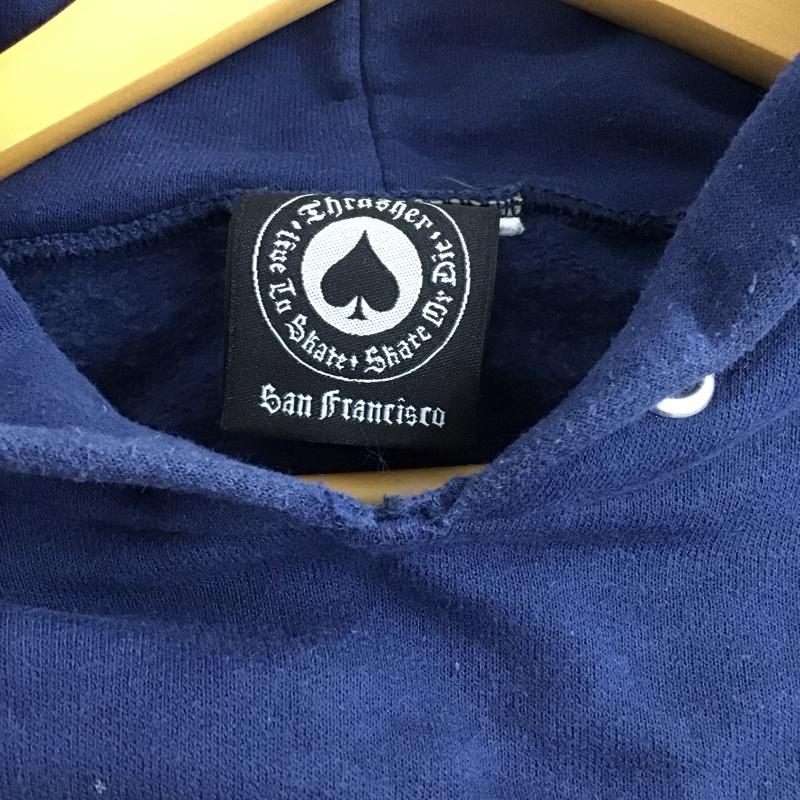 Thrasher
Live To Skate • Skate Or Die
San Francisco